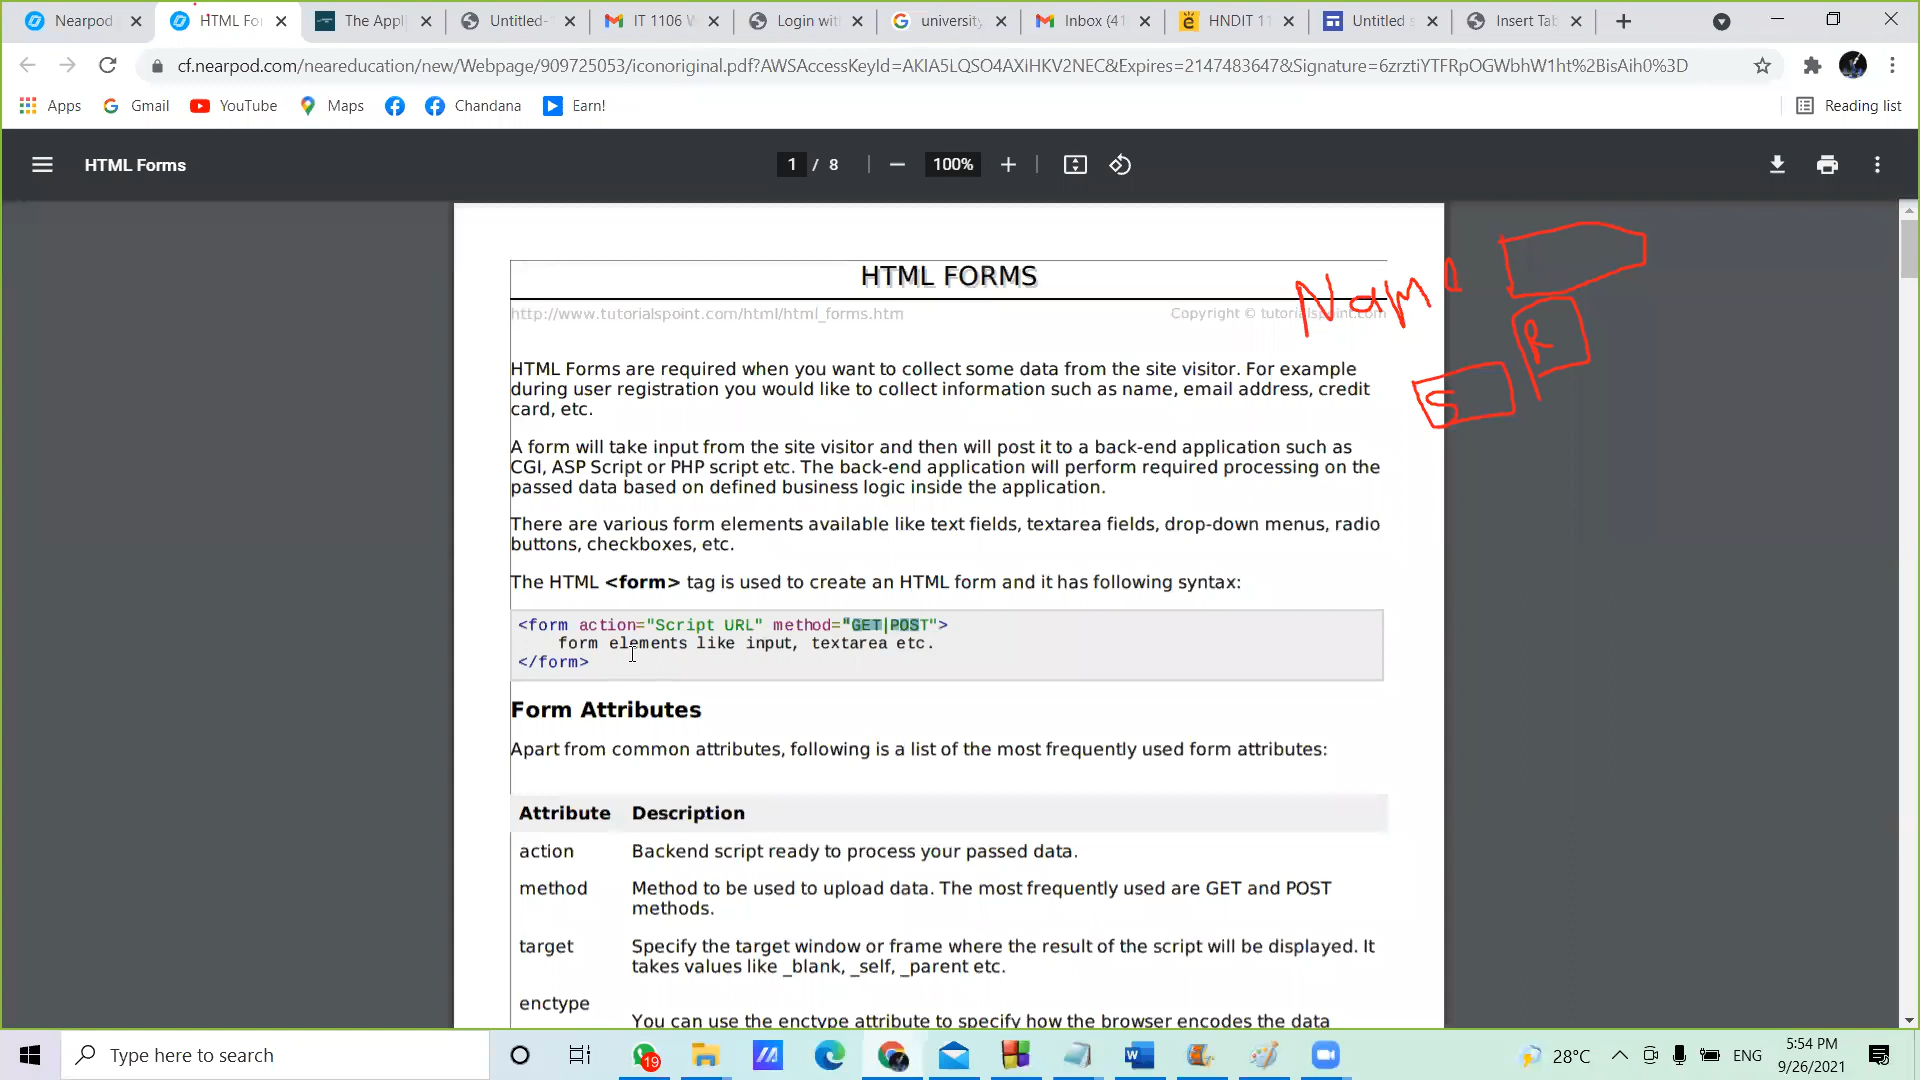 Nearpod
HTML Fo
The Appl
Untitled-
IT 1106 W
Login wit
university
Inbox (41
HNDIT 11
Untitled s
Insert Tab
cf.nearpod.com/neareducation/new/Webpage/909725053/iconoriginal.pdf?AWSAccessKeyId=AKIA5LQSO4AXiHKV2NEC&Expires=2147483647&Signature=6zrztiYTFRpOGWbhW1ht%2BisAih0%3D
Apps Gmail YouTube Maps Chandana Earn! Reading list
HTML Forms 1 / 8 100%
HTML FORMS
http://www.tutorialspoint.com/html/html_forms.htm Copyright © tutorialspoint.com
Nam
R
S
HTML Forms are required when you want to collect some data from the site visitor. For example
during user registration you would like to collect information such as name, email address, credit
card, etc.
A form will take input from the site visitor and then will post it to a back-end application such as
CGI, ASP Script or PHP script etc. The back-end application will perform required processing on the
passed data based on defined business logic inside the application.
There are various form elements available like text fields, textarea fields, drop-down menus, radio
buttons, checkboxes, etc.
The HTML <form> tag is used to create an HTML form and it has following syntax:
<form action="Script URL" method="GET|POST">
form elements like input, textarea etc.
</form>
Form Attributes
Apart from common attributes, following is a list of the most frequently used form attributes:
Attribute Description
action Backend script ready to process your passed data.
method Method to be used to upload data. The most frequently used are GET and POST
methods.
target Specify the target window or frame where the result of the script will be displayed. It
takes values like _blank, _self, _parent etc.
enctype
You can use the enctype attribute to specify how the browser encodes the data
Type here to search
19
28°C
ENG
5:54 PM
9/26/2021